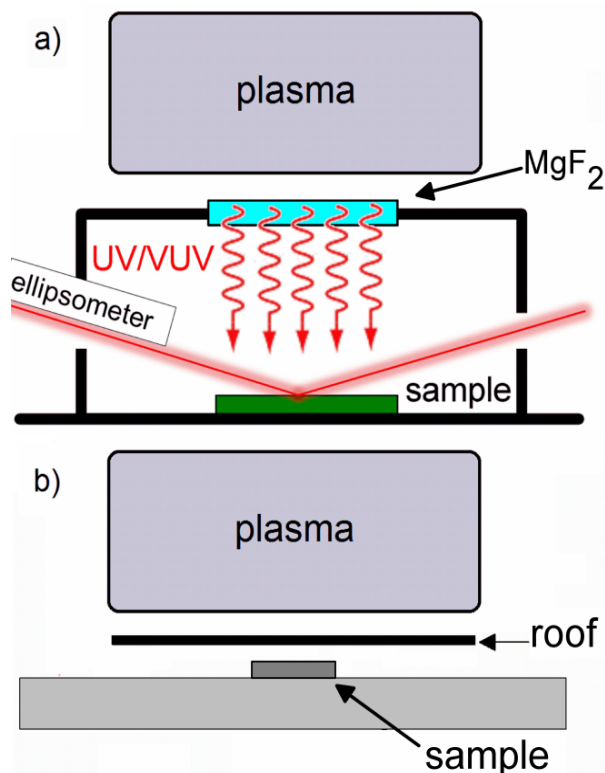 a)
plasma
MgF₂
UV/VUV
ellipsometer
sample
b)
plasma
roof
sample